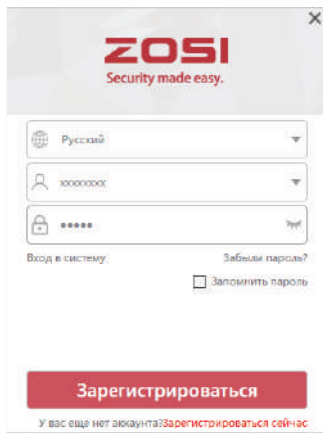 ZOSI
Security made easy.
Русский
xxxxxxxx
•••••
Вход в систему Забыли пароль?
Запомнить пароль
Зарегистрироваться
У вас еще нет аккаунта?Зарегистрироваться сейчас